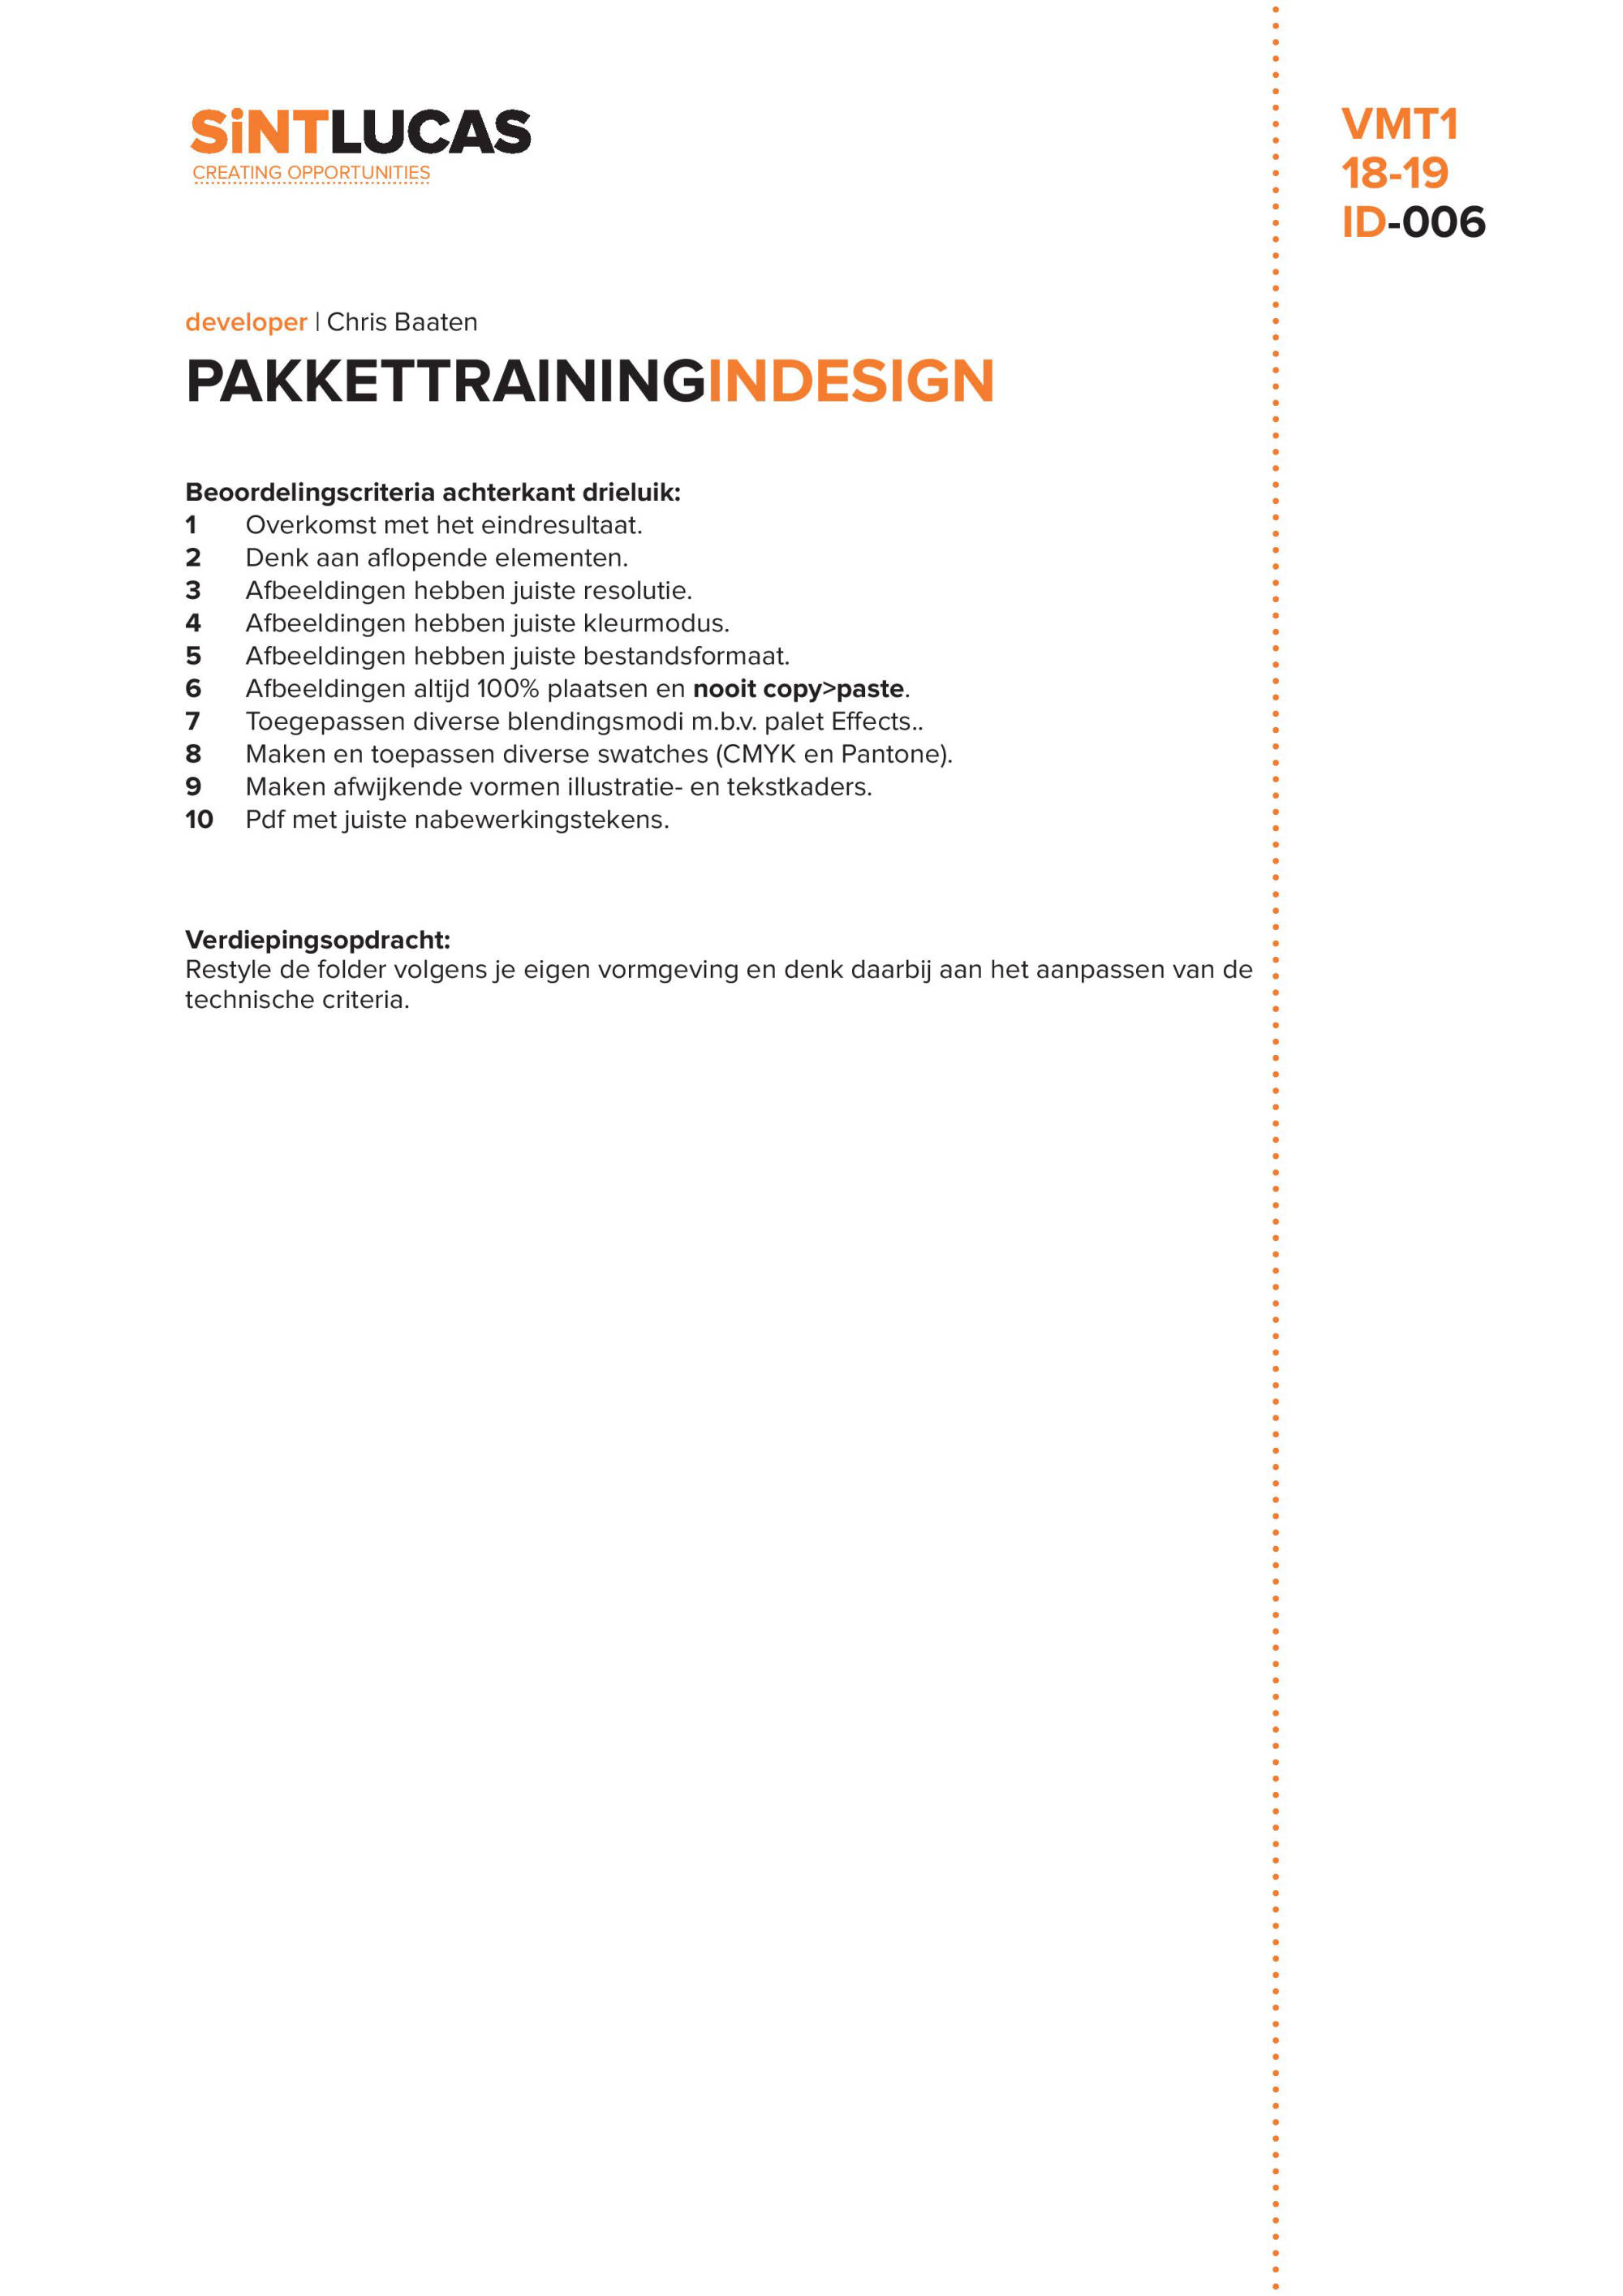 SiNTLUCAS
CREATING OPPORTUNITIES
VMT1
18-19
ID-006
developer | Chris Baaten
PAKKETTRAININGINDESIGN
Beoordelingscriteria achterkant drieluik:
1 Overkomst met het eindresultaat.
2 Denk aan aflopende elementen.
3 Afbeeldingen hebben juiste resolutie.
4 Afbeeldingen hebben juiste kleurmodus.
5 Afbeeldingen hebben juiste bestandsformaat.
6 Afbeeldingen altijd 100% plaatsen en nooit copy>paste.
7 Toegepassen diverse blendingsmodi m.b.v. palet Effects..
8 Maken en toepassen diverse swatches (CMYK en Pantone).
9 Maken afwijkende vormen illustratie- en tekstkaders.
10 Pdf met juiste nabewerkingstekens.
Verdiepingsopdracht:
Restyle de folder volgens je eigen vormgeving en denk daarbij aan het aanpassen van de
technische criteria.